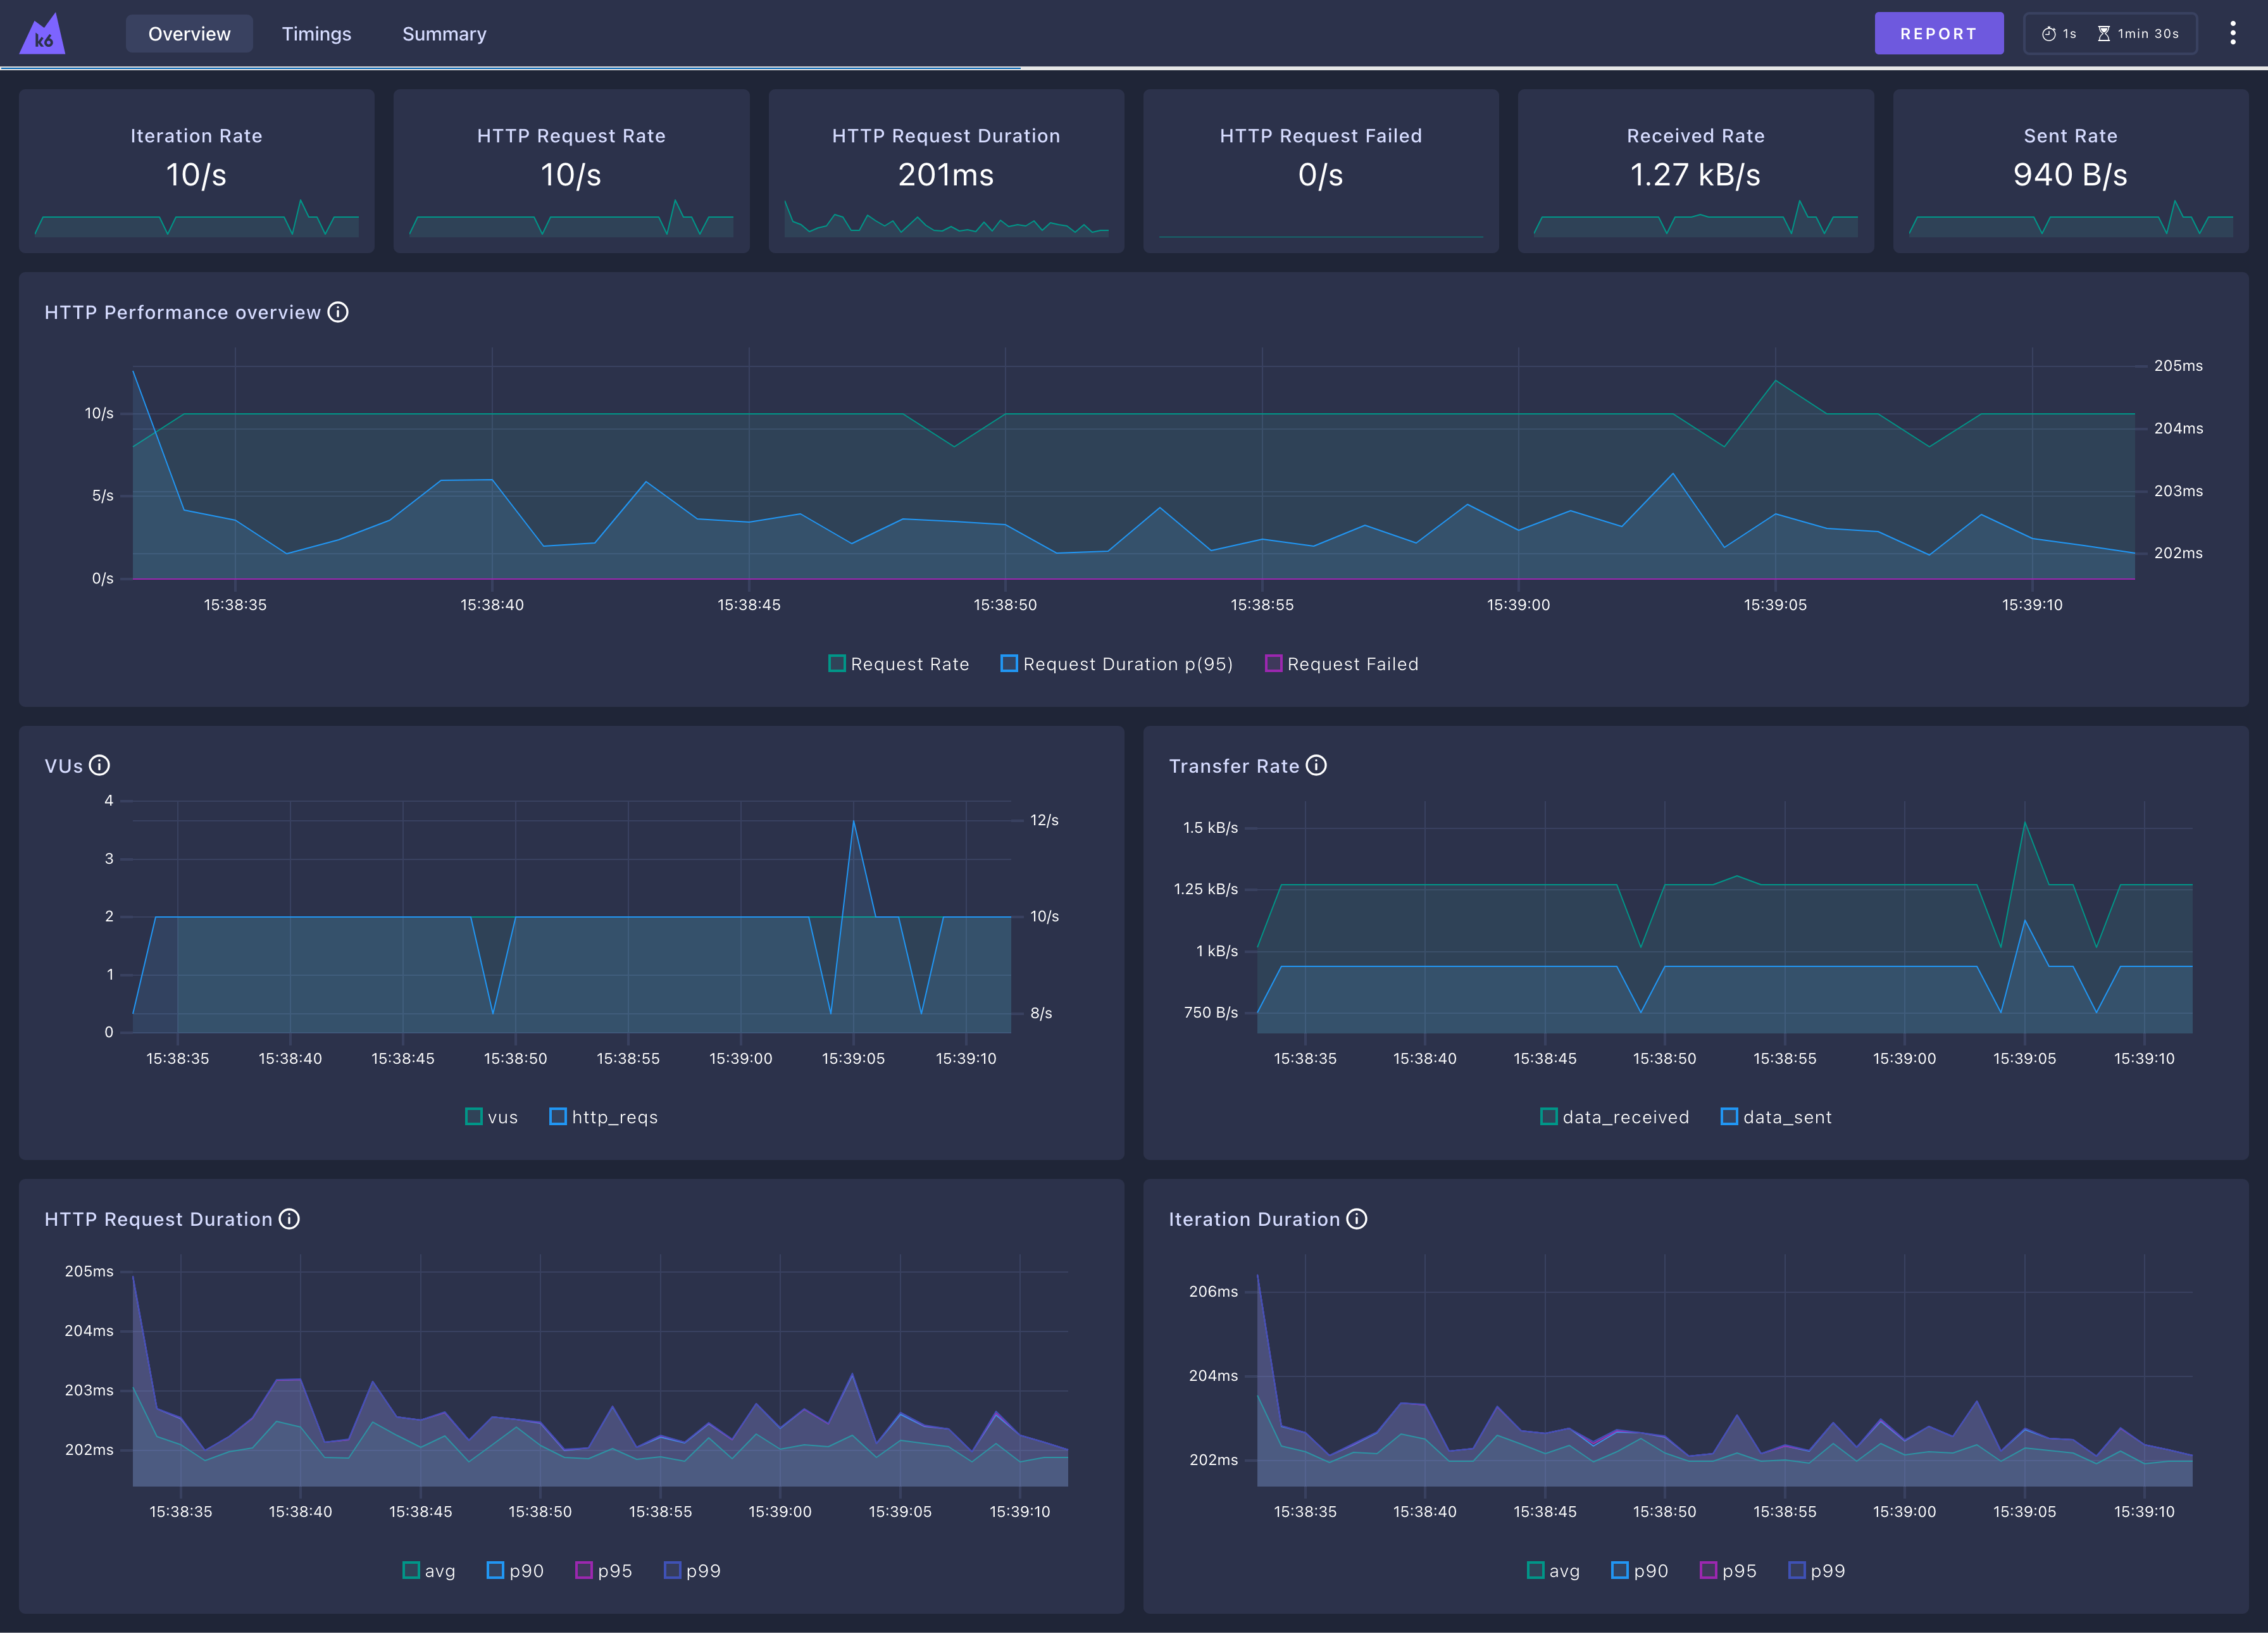 k6
Overview Timings Summary
REPORT 1s 1min 30s
Iteration Rate
10/s
HTTP Request Rate
10/s
HTTP Request Duration
201ms
HTTP Request Failed
0/s
Received Rate
1.27 kB/s
Sent Rate
940 B/s
HTTP Performance overview
205ms
10/s
204ms
5/s
203ms
202ms
0/s
15:38:35 15:38:40 15:38:45 15:38:50 15:38:55 15:39:00 15:39:05 15:39:10
Request Rate Request Duration p(95) Request Failed
VUs
4
12/s
3
2
10/s
1
8/s
0
15:38:35 15:38:40 15:38:45 15:38:50 15:38:55 15:39:00 15:39:05 15:39:10
vus http_reqs
Transfer Rate
1.5 kB/s
1.25 kB/s
1 kB/s
750 B/s
15:38:35 15:38:40 15:38:45 15:38:50 15:38:55 15:39:00 15:39:05 15:39:10
data_received data_sent
HTTP Request Duration
205ms
204ms
203ms
202ms
15:38:35 15:38:40 15:38:45 15:38:50 15:38:55 15:39:00 15:39:05 15:39:10
avg p90 p95 p99
Iteration Duration
206ms
204ms
202ms
15:38:35 15:38:40 15:38:45 15:38:50 15:38:55 15:39:00 15:39:05 15:39:10
avg p90 p95 p99